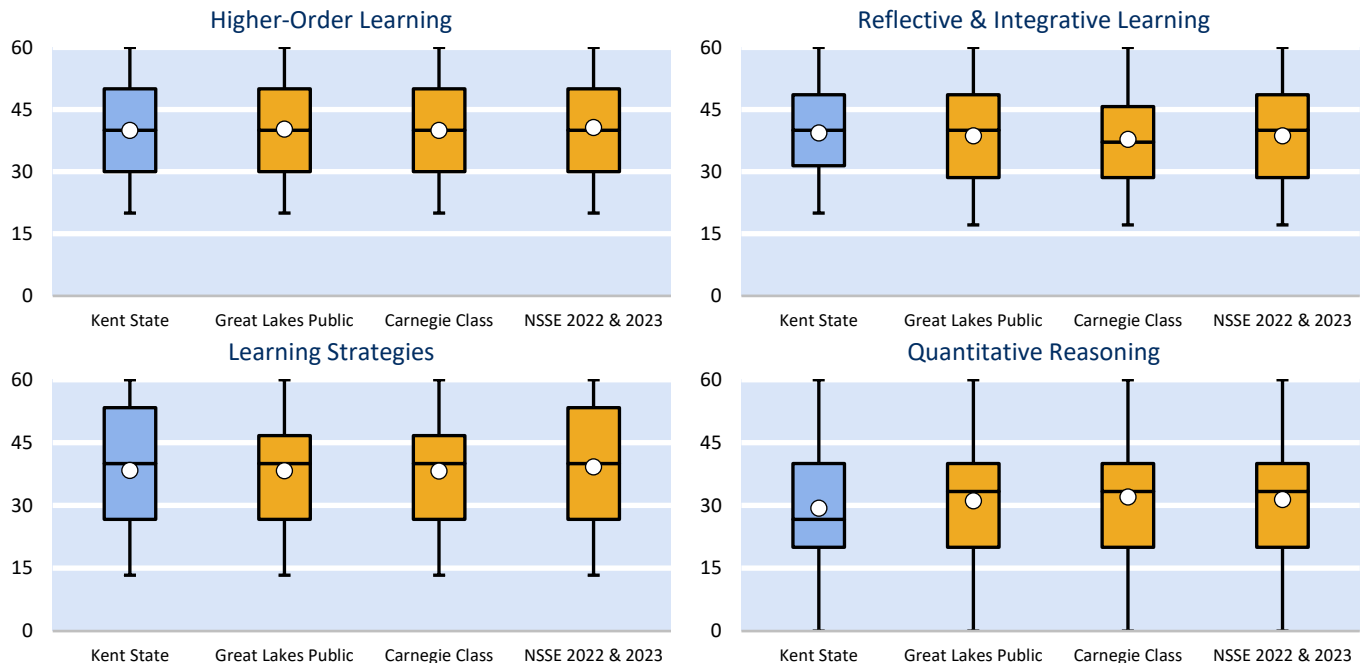 Higher-Order Learning
60
45
30
15
0
Kent State Great Lakes Public Carnegie Class NSSE 2022 & 2023
Reflective & Integrative Learning
60
45
30
15
0
Kent State Great Lakes Public Carnegie Class NSSE 2022 & 2023
Learning Strategies
60
45
30
15
0
Kent State Great Lakes Public Carnegie Class NSSE 2022 & 2023
Quantitative Reasoning
60
45
30
15
0
Kent State Great Lakes Public Carnegie Class NSSE 2022 & 2023